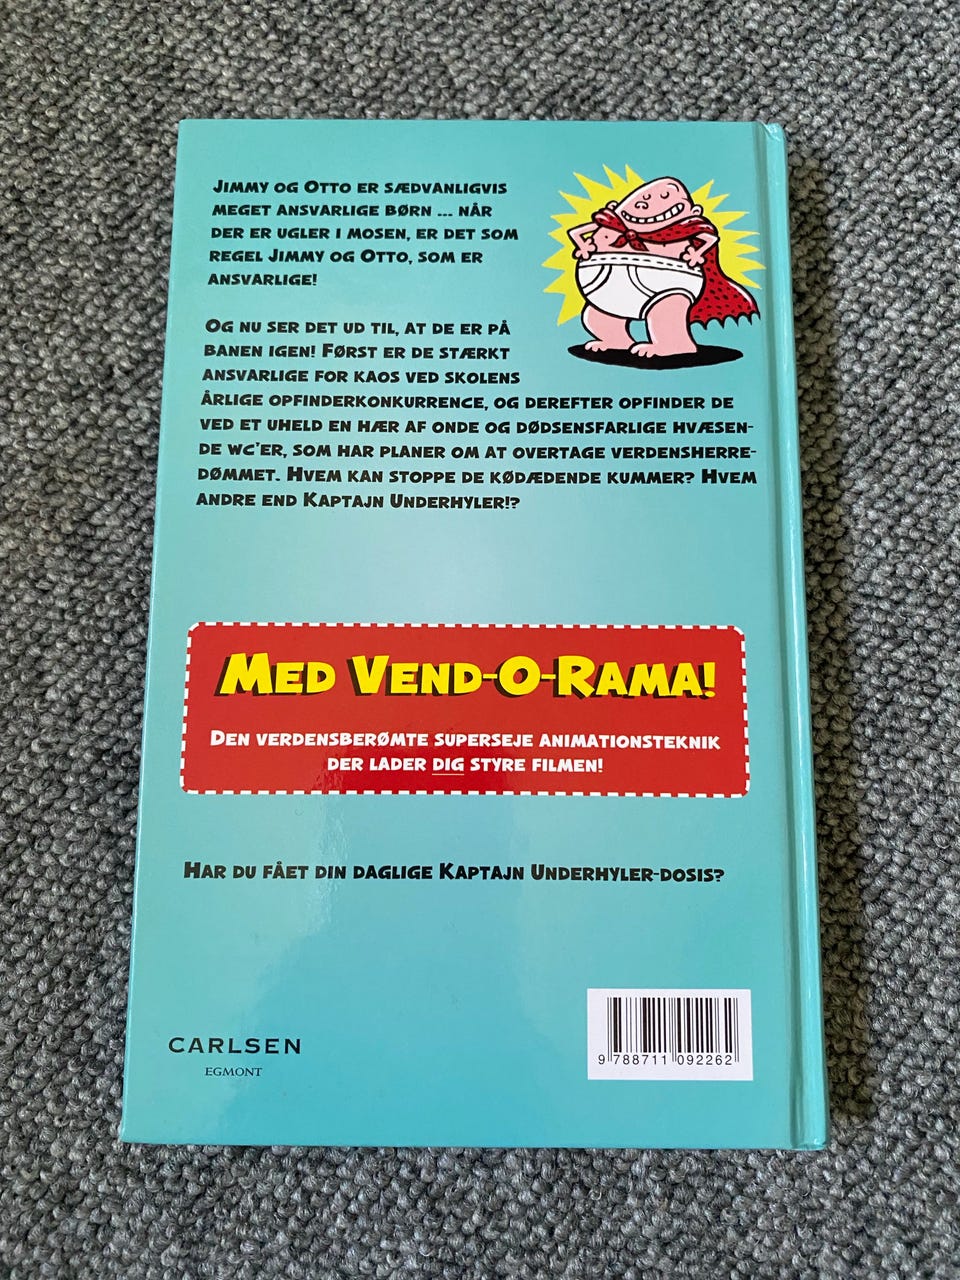 Jimmy og Otto er sædvanligvis
meget ansvarlige børn ... når
der er ugler i mosen, er det som
regel Jimmy og Otto, som er
ansvarlige!
Og nu ser det ud til, at de er på
banen igen! Først er de stærkt
ansvarlige for kaos ved skolens
årlige opfinderkonkurrence, og derefter opfinder de
ved et uheld en hær af onde og dødsensfarlige hvæsen-
de wc'er, som har planer om at overtage verdensherre-
dømmet. Hvem kan stoppe de kødædende kummer? Hvem
andre end Kaptajn Underhyler!?
Med Vend-O-Rama!
Den verdensberømte superseje animationsteknik
der lader dig styre filmen!
Har du fået din daglige Kaptajn Underhyler-dosis?
CARLSEN
EGMONT
9 788711 092262